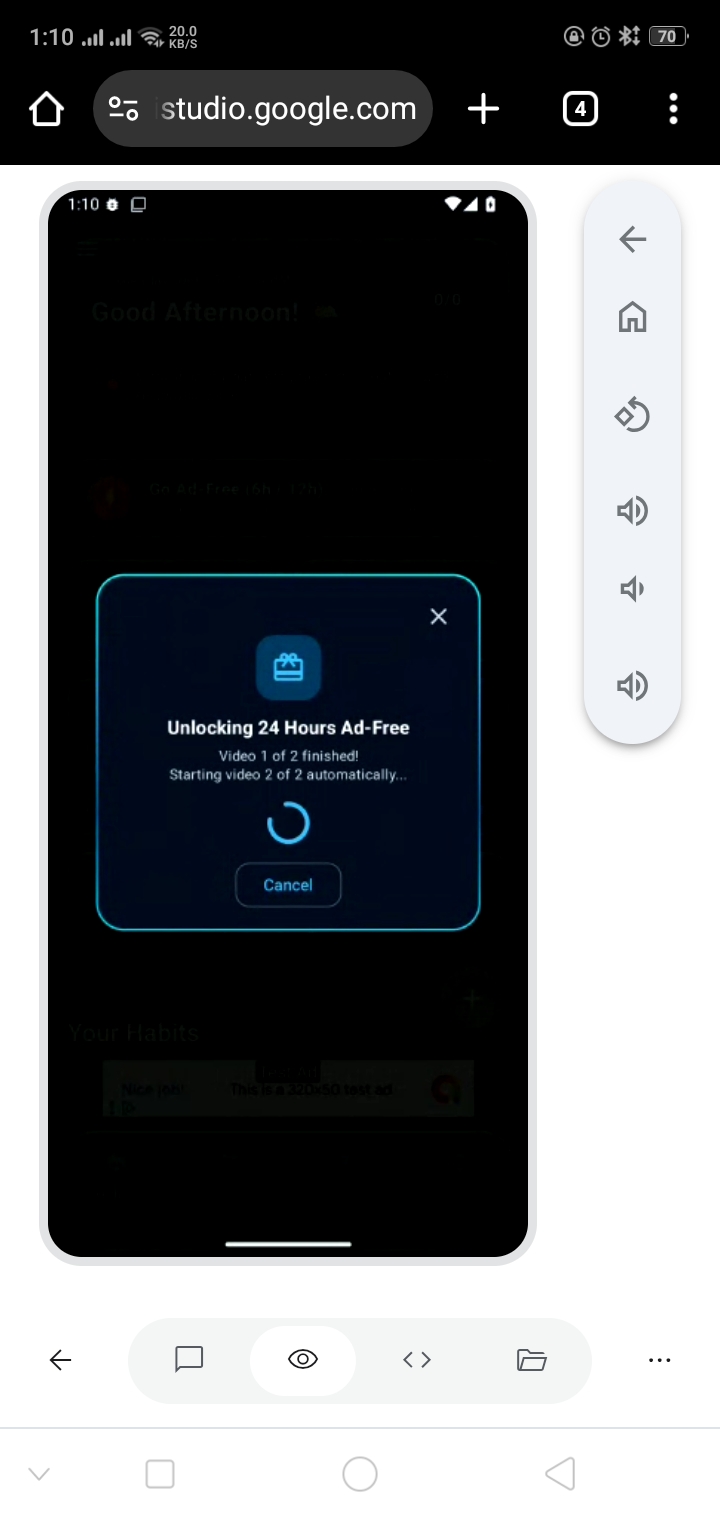 1:10
20.0
KB/S
70
studio.google.com
4
1:10
Good Afternoon!
Go Ad-Free (6h - 12h)
Unlocking 24 Hours Ad-Free
Video 1 of 2 finished!
Starting video 2 of 2 automatically...
Cancel
Your Habits
Nice job!
This is a 320x50 test ad.